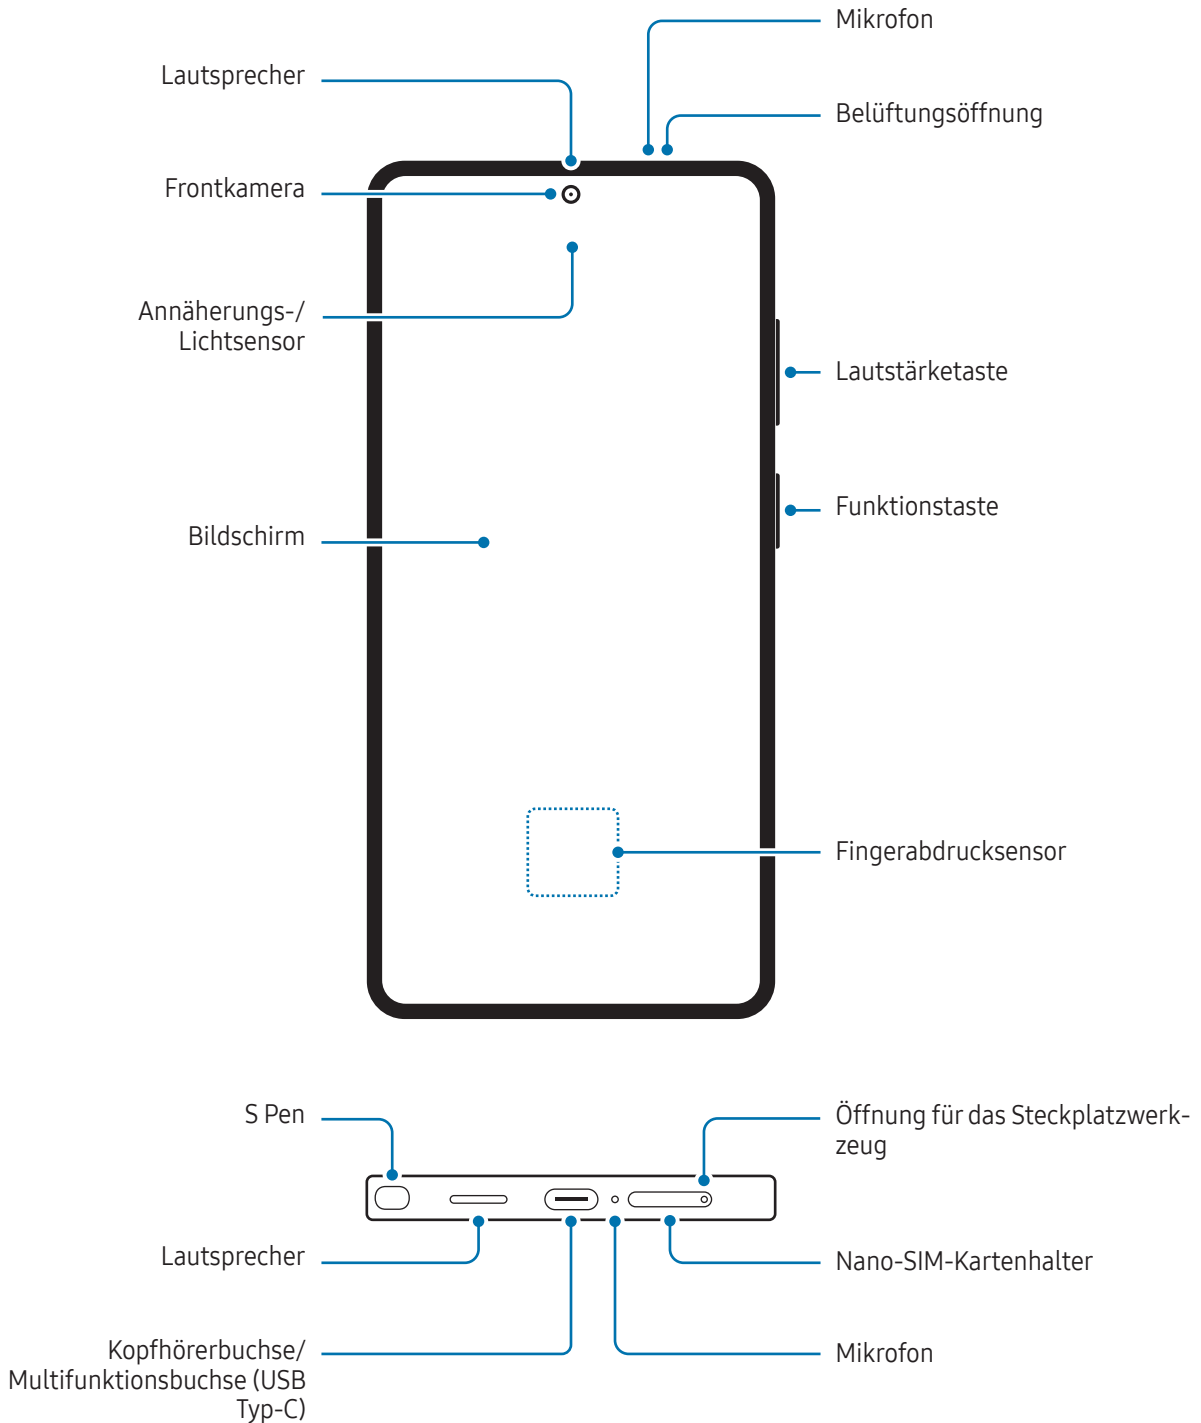 Mikrofon
Lautsprecher
Belüftungsöffnung
Frontkamera
Annäherungs-/
Lichtsensor
Lautstärketaste
Funktionstaste
Bildschirm
Fingerabdrucksensor
S Pen
Öffnung für das Steckplatzwerk-
zeug
Lautsprecher
Nano-SIM-Kartenhalter
Kopfhörerbuchse/
Multifunktionsbuchse (USB
Typ-C)
Mikrofon